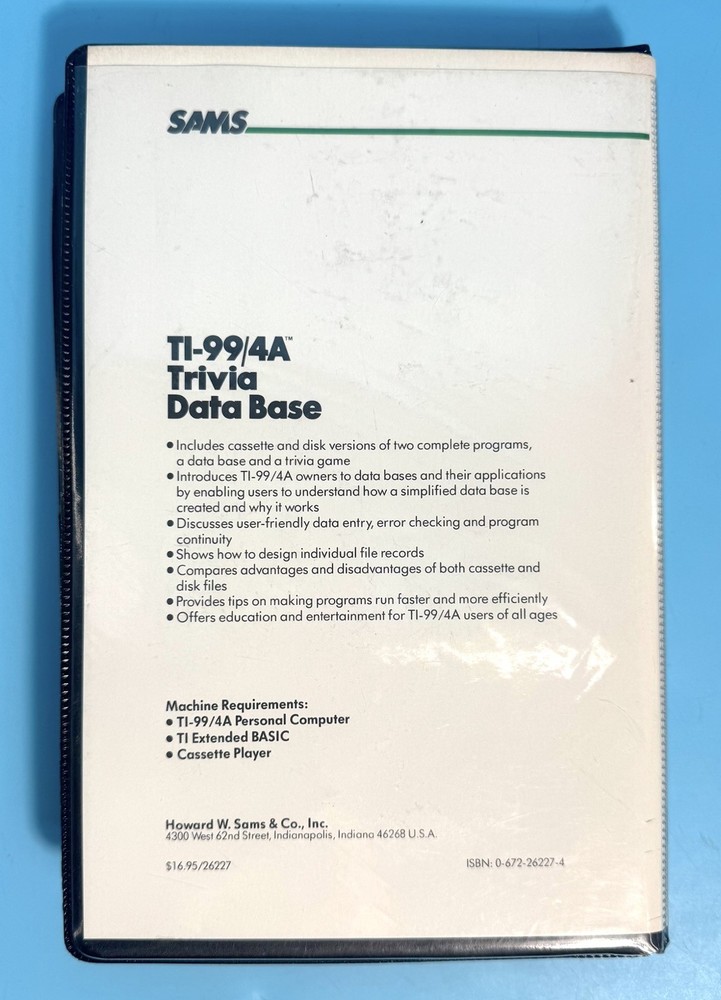 SAMS
TI-99/4A™
Trivia
Data Base
• Includes cassette and disk versions of two complete programs,
a data base and a trivia game
• Introduces TI-99/4A owners to data bases and their applications
by enabling users to understand how a simplified data base is
created and why it works
• Discusses user-friendly data entry, error checking and program
continuity
• Shows how to design individual file records
• Compares advantages and disadvantages of both cassette and
disk files
• Provides tips on making programs run faster and more efficiently
• Offers education and entertainment for TI-99/4A users of all ages
Machine Requirements:
• TI-99/4A Personal Computer
• TI Extended BASIC
• Cassette Player
Howard W. Sams & Co., Inc.
4300 West 62nd Street, Indianapolis, Indiana 46268 U.S.A.
$16.95/26227
ISBN: 0-672-26227-4